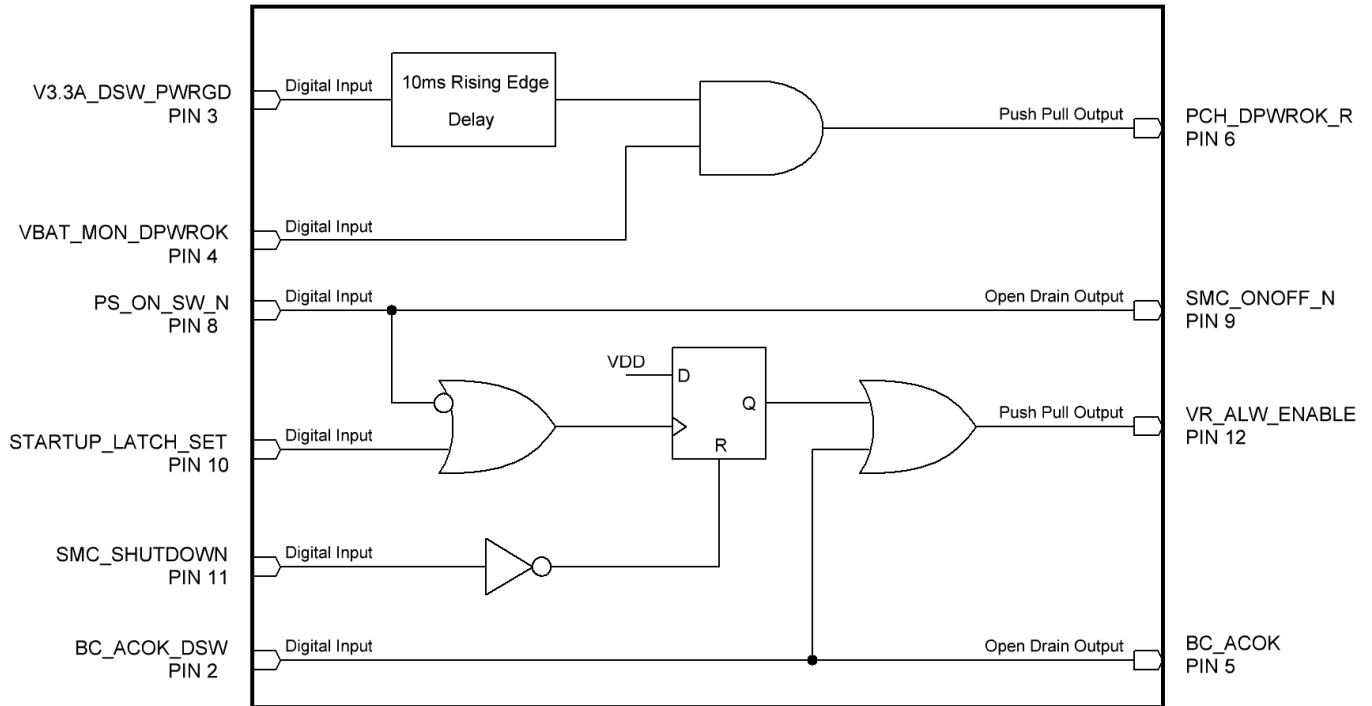 V3.3A_DSW_PWRGD
PIN 3
Digital Input
10ms Rising Edge
Delay
Push Pull Output
PCH_DPWROK_R
PIN 6
VBAT_MON_DPWROK
PIN 4
Digital Input
PS_ON_SW_N
PIN 8
Digital Input
Open Drain Output
SMC_ONOFF_N
PIN 9
VDD
D
Q
R
STARTUP_LATCH_SET
PIN 10
Digital Input
Push Pull Output
VR_ALW_ENABLE
PIN 12
SMC_SHUTDOWN
PIN 11
Digital Input
BC_ACOK_DSW
PIN 2
Digital Input
Open Drain Output
BC_ACOK
PIN 5